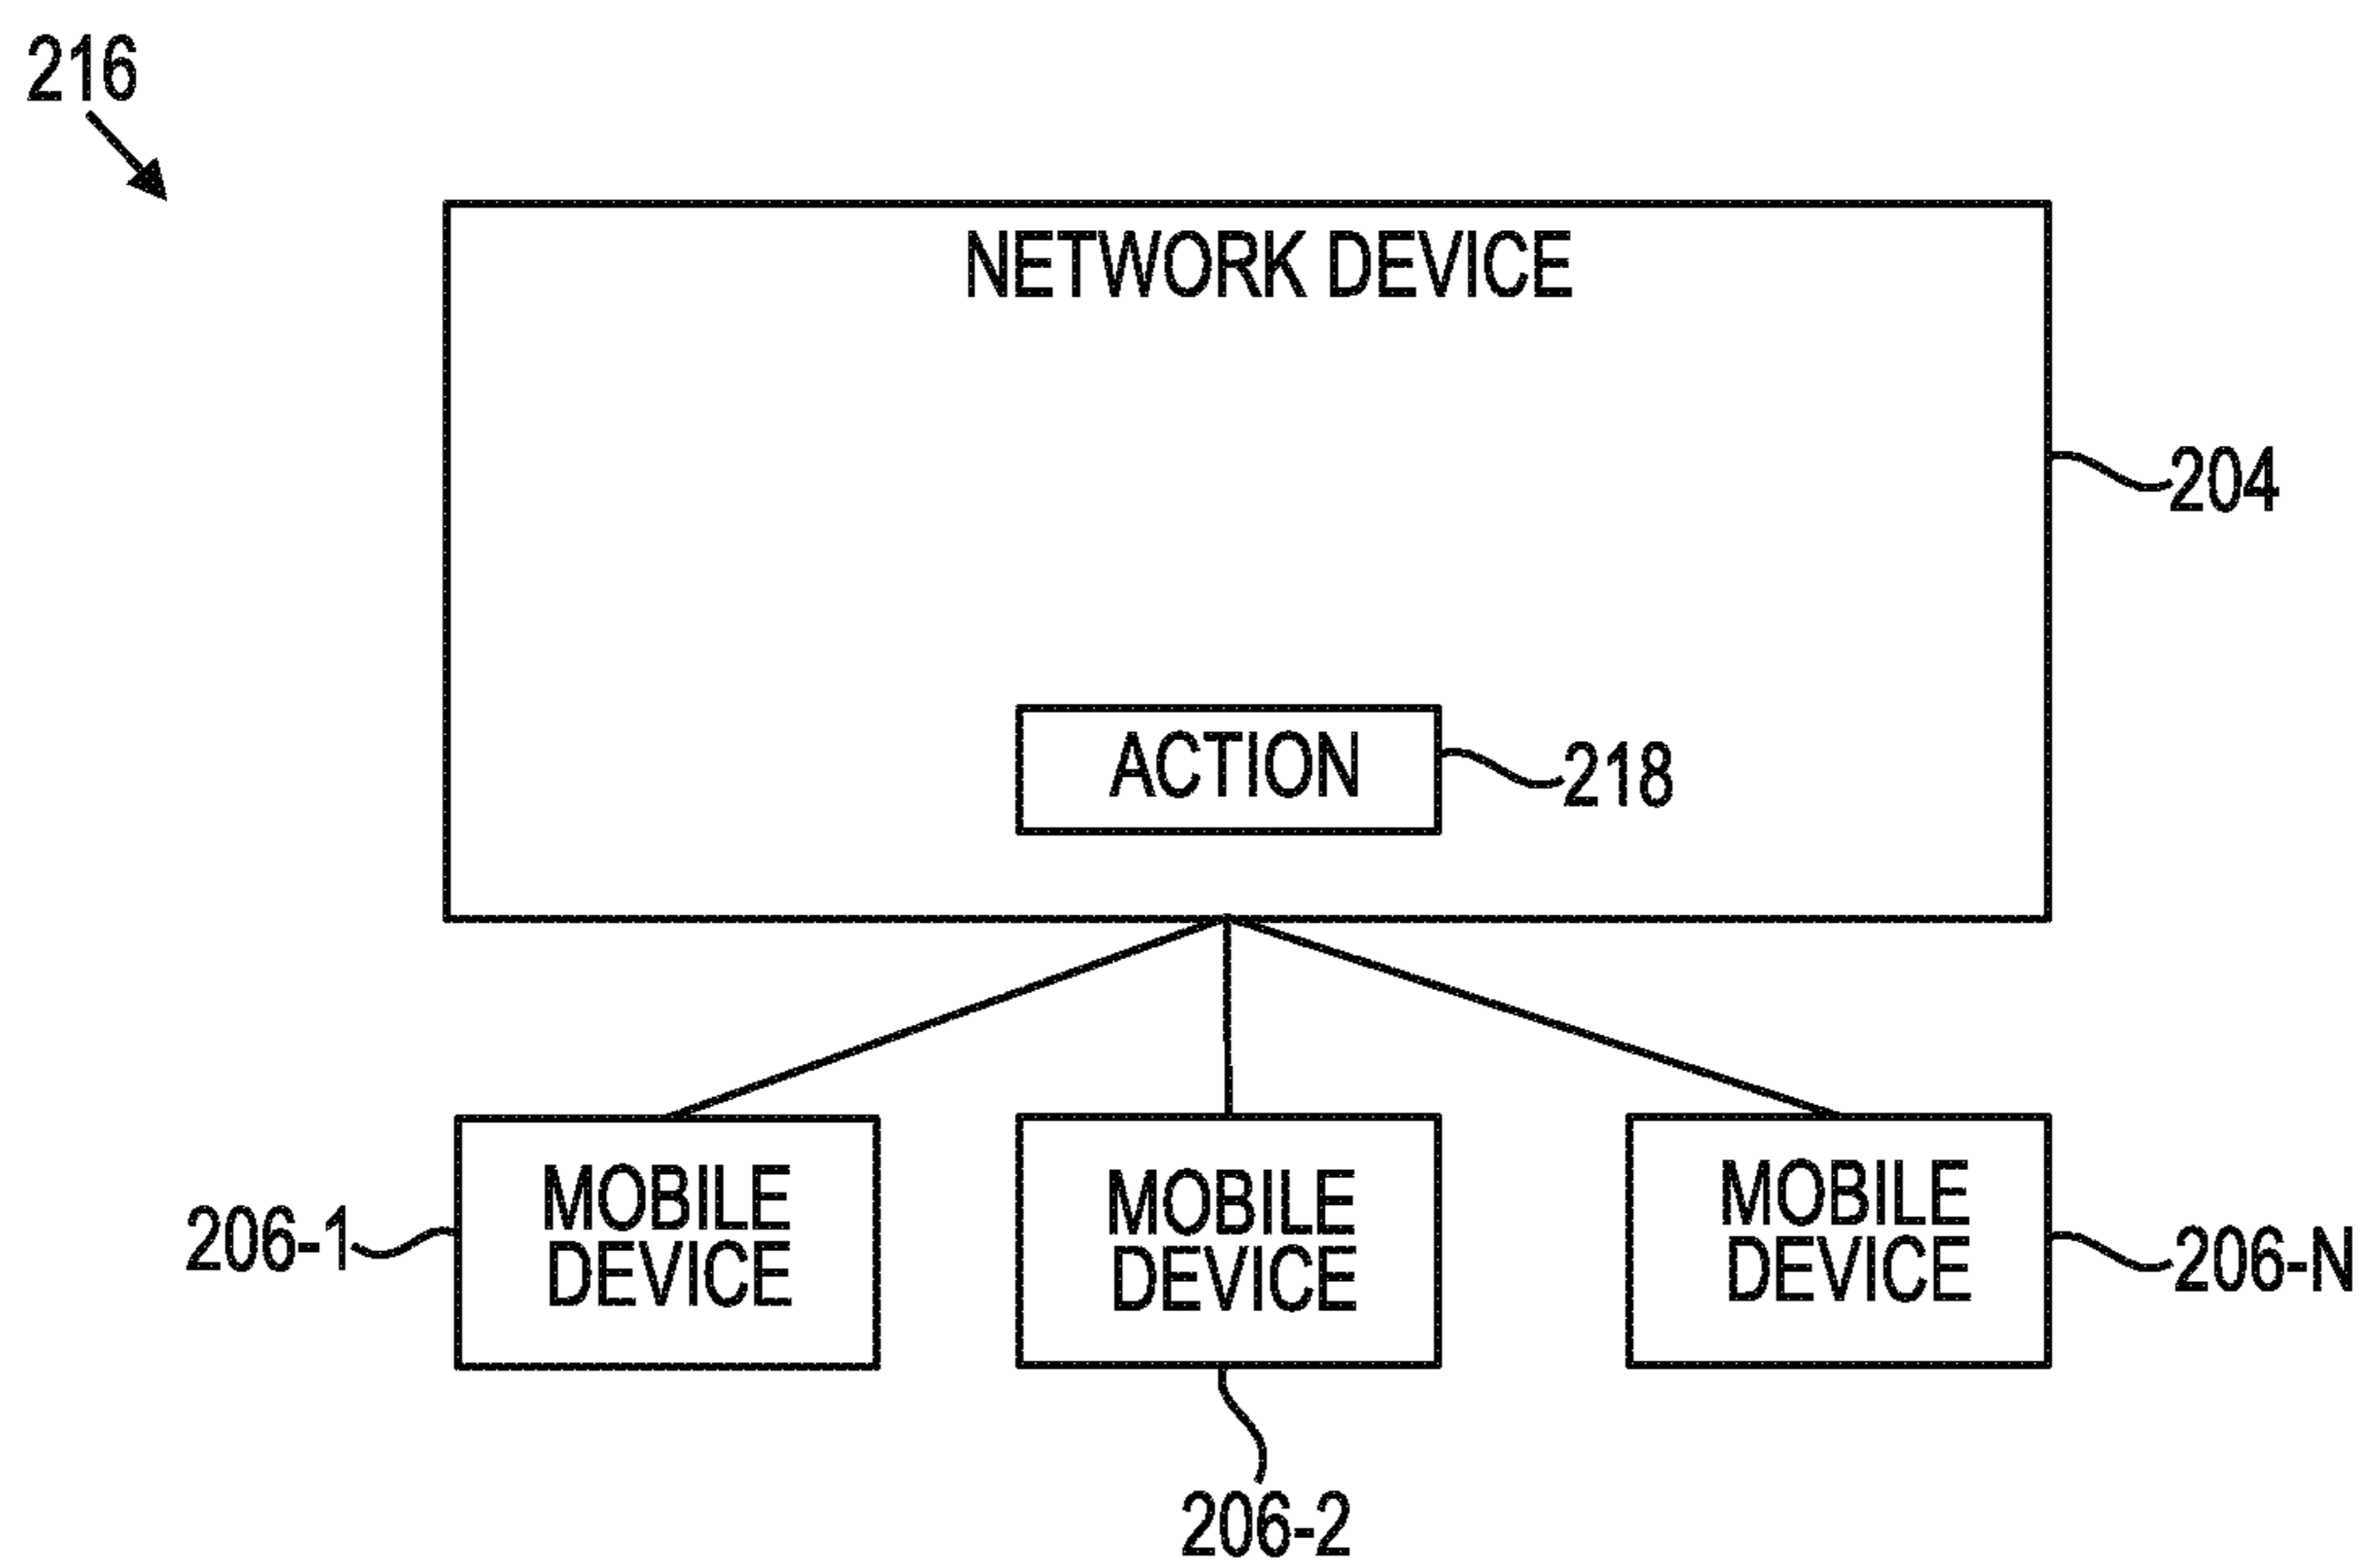 216
NETWORK DEVICE
204
ACTION
218
MOBILE
DEVICE
206-1
MOBILE
DEVICE
206-2
MOBILE
DEVICE
206-N